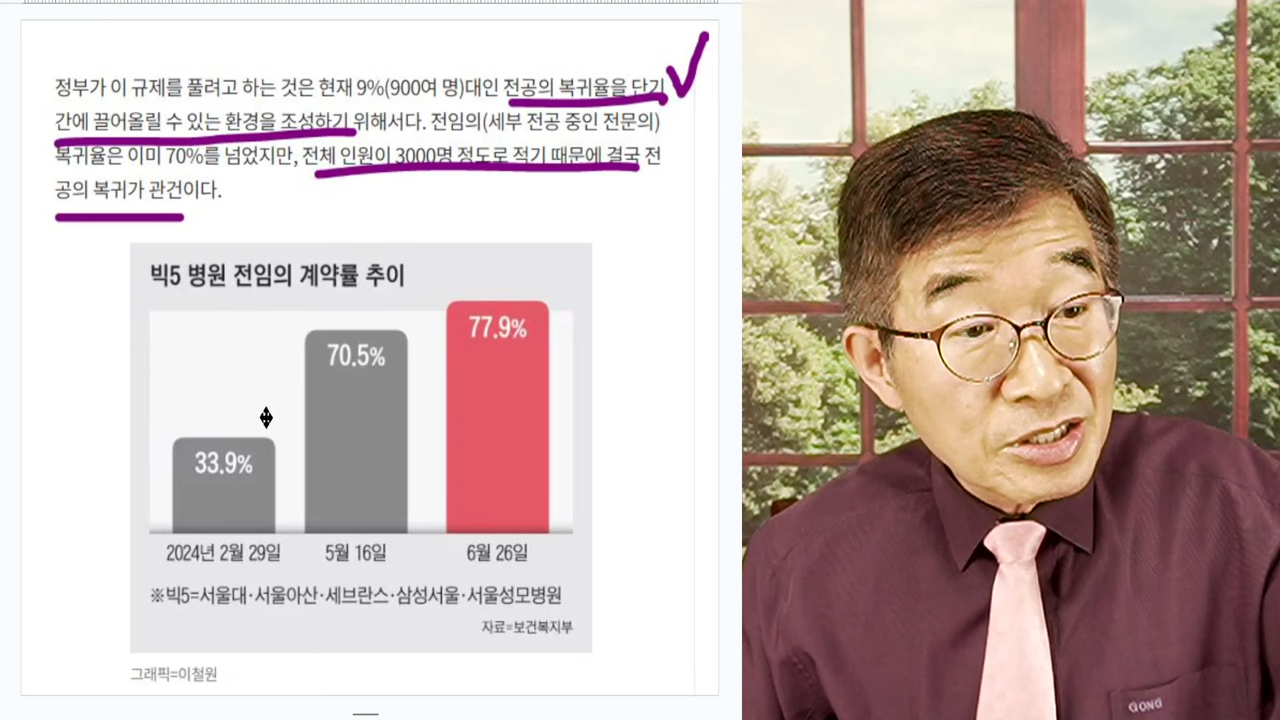 정부가 이 규제를 풀려고 하는 것은 현재 9%(900여 명)대인 전공의 복귀율을 단기
간에 끌어올릴 수 있는 환경을 조성하기 위해서다. 전임의(세부 전공 중인 전문의)
복귀율은 이미 70%를 넘었지만, 전체 인원이 3000명 정도로 적기 때문에 결국 전
공의 복귀가 관건이다.
빅5 병원 전임의 계약률 추이
33.9%
70.5%
77.9%
2024년 2월 29일
5월 16일
6월 26일
※빅5=서울대·서울아산·세브란스·삼성서울·서울성모병원
자료=보건복지부
그래픽=이철원
GONG